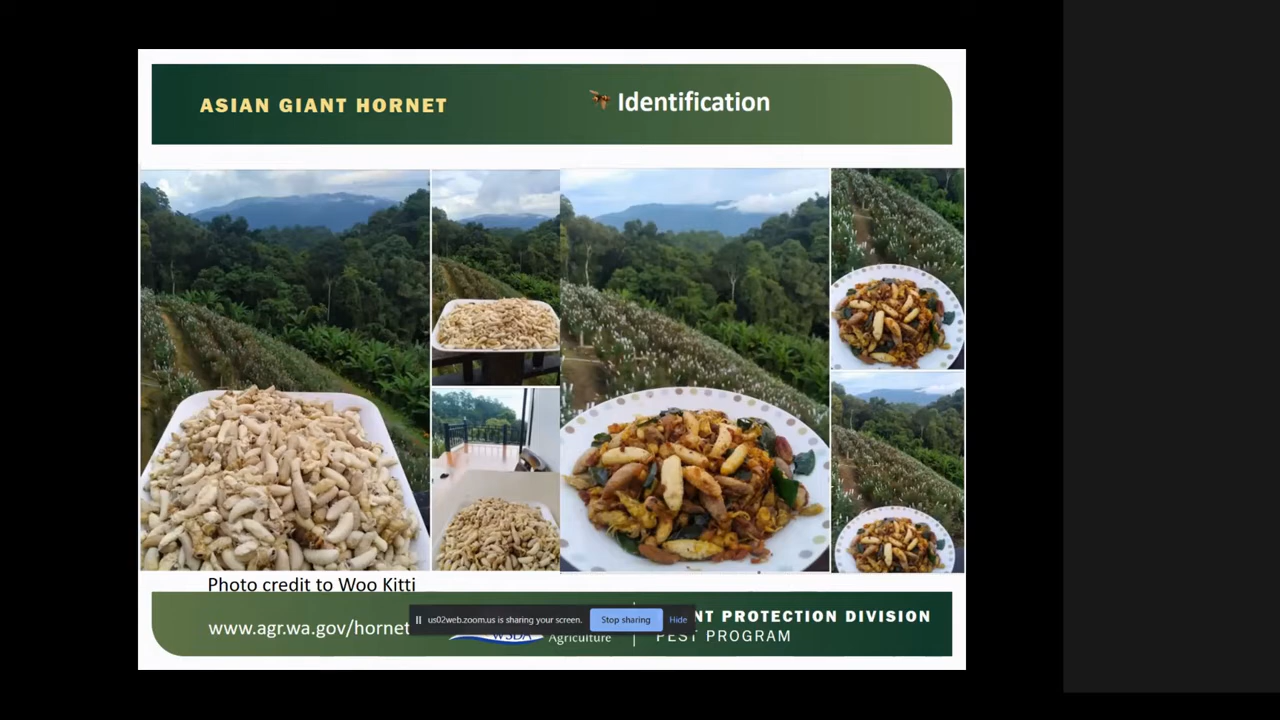 ASIAN GIANT HORNET
Identification
Photo credit to Woo Kitti
www.agr.wa.gov/hornet
us02web.zoom.us is sharing your screen.
Stop sharing
Hide
WSDA
Agriculture
NT PROTECTION DIVISION
PEST PROGRAM